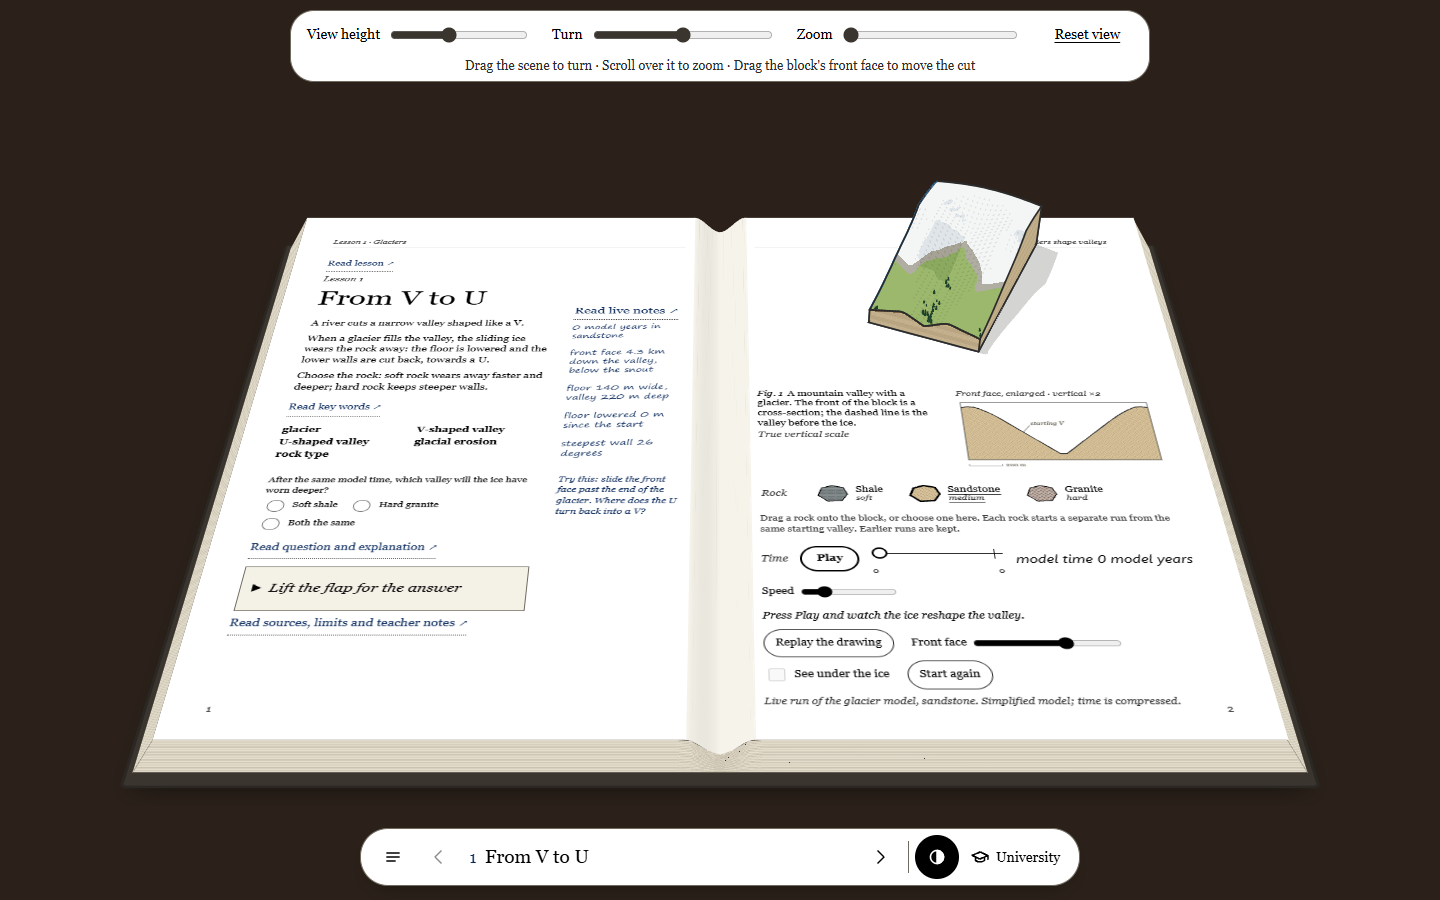 View height
Turn
Zoom
Reset view
Drag the scene to turn · Scroll over it to zoom · Drag the block's front face to move the cut
Lesson 1 · Glaciers
Read lesson ↗
Lesson 1
From V to U
A river cuts a narrow valley shaped like a V.
When a glacier fills the valley, the sliding ice
wears the rock away: the floor is lowered and the
lower walls are cut back, towards a U.
Choose the rock: soft rock wears away faster and
deeper; hard rock keeps steeper walls.
Read key words ↗
glacier
V-shaped valley
U-shaped valley
glacial erosion
rock type
After the same model time, which valley will the ice have
worn deeper?
Soft shale
Hard granite
Both the same
Read question and explanation ↗
▶ Lift the flap for the answer
Read sources, limits and teacher notes ↗
1
Read live notes ↗
0 model years in
sandstone
front face 4.3 km
down the valley,
below the snout
floor 140 m wide,
valley 220 m deep
floor lowered 0 m
since the start
steepest wall 26
degrees
Try this: slide the front
face past the end of the
glacier. Where does the U
turn back into a V?
shape valleys
Fig. 1 A mountain valley with a
glacier. The front of the block is a
cross-section; the dashed line is the
valley before the ice.
True vertical scale
Front face, enlarged · vertical ×2
starting V
Rock
Shale
soft
Sandstone
medium
Granite
hard
Drag a rock onto the block, or choose one here. Each rock starts a separate run from the
same starting valley. Earlier runs are kept.
Time
Play
0
0
model time 0 model years
Speed
Press Play and watch the ice reshape the valley.
Replay the drawing
Front face
See under the ice
Start again
Live run of the glacier model, sandstone. Simplified model; time is compressed.
2
1 From V to U
University